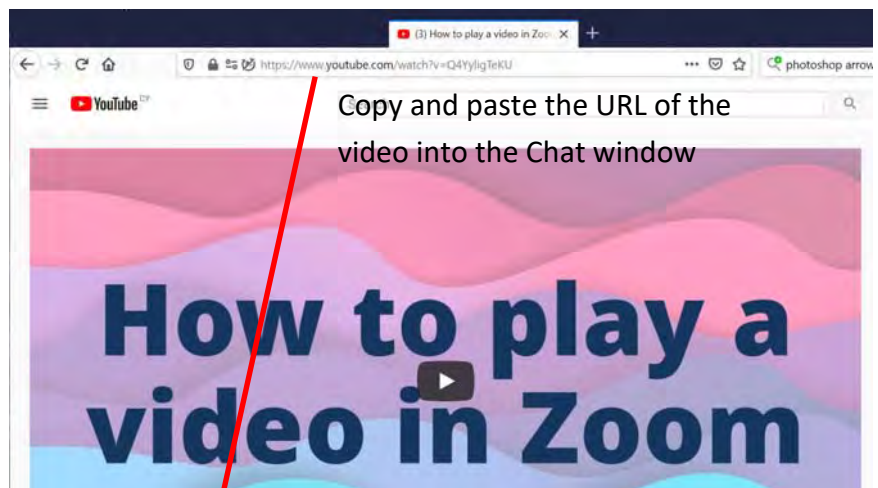 (3) How to play a video in Zoo
https://www.youtube.com/watch?v=Q4YyligTeKU
photoshop arrow
YouTube CY
Copy and paste the URL of the
video into the Chat window
How to play a
video in Zoom